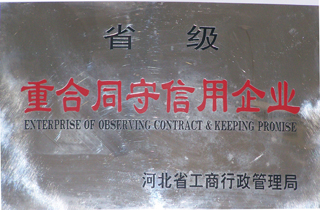 省级
重合同守信用企业
ENTERPRISE OF OBSERVING CONTRACT & KEEPING PROMISE
河北省工商行政管理局